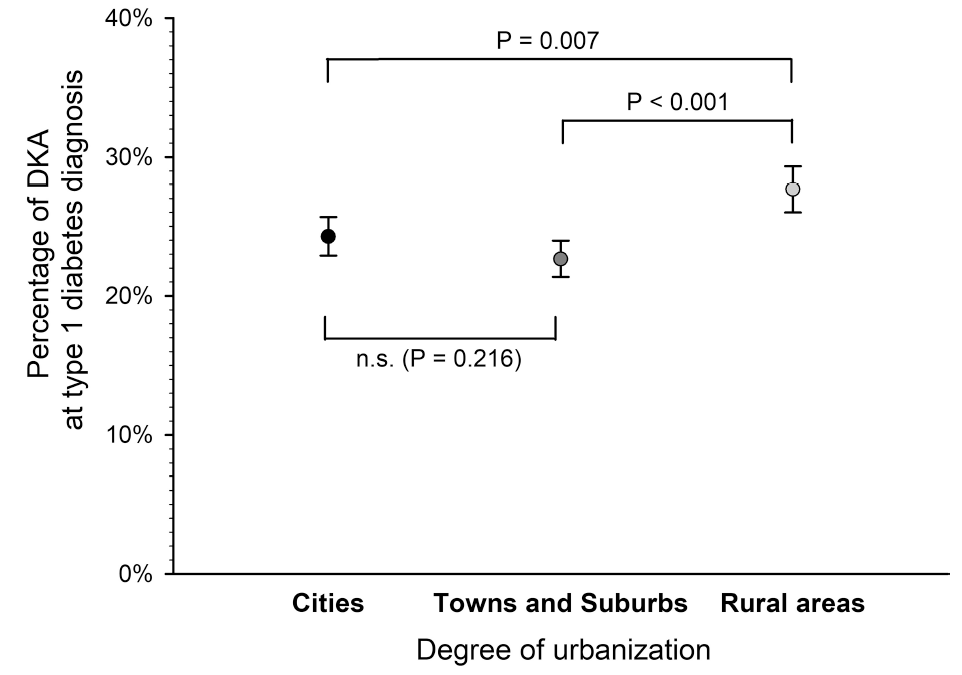 40%
P = 0.007
P < 0.001
30%
20%
n.s. (P = 0.216)
10%
0%
Percentage of DKA
at type 1 diabetes diagnosis
Cities Towns and Suburbs Rural areas
Degree of urbanization